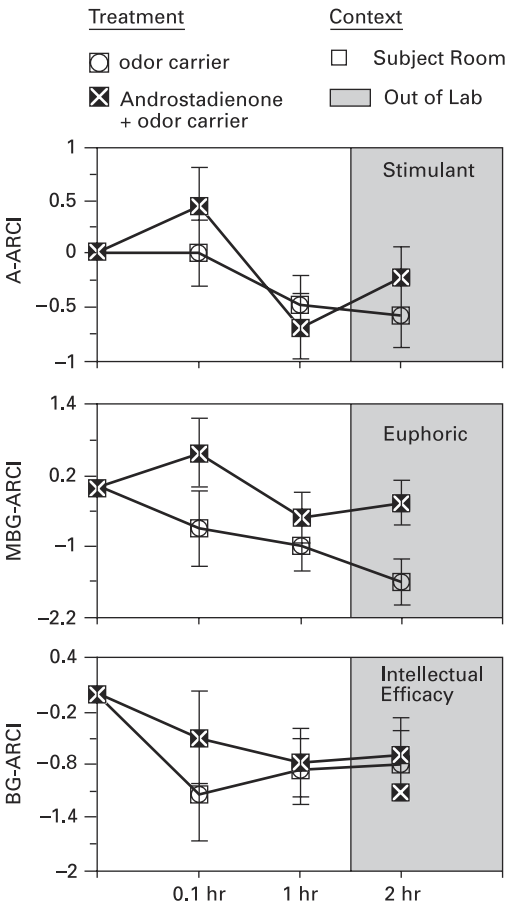 Treatment
Context
odor carrier
Subject Room
Androstadienone
+ odor carrier
Out of Lab
1
0.5
0
−0.5
−1
A-ARCI
Stimulant
1.4
0.2
−1
−2.2
MBG-ARCI
Euphoric
0.4
−0.2
−0.8
−1.4
−2
BG-ARCI
Intellectual
Efficacy
0.1 hr
1 hr
2 hr